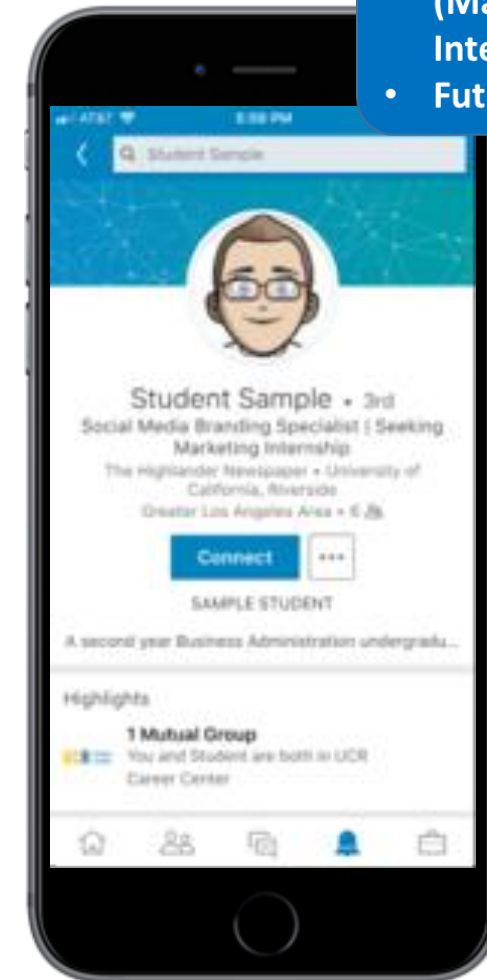 (Ma
Inte
• Fut
AT&T 5:59 PM
Student Sample
Student Sample • 3rd
Social Media Branding Specialist | Seeking
Marketing Internship
The Highlander Newspaper • University of
California, Riverside
Greater Los Angeles Area • 6
Connect
SAMPLE STUDENT
A second year Business Administration undergradu...
Highlights
1 Mutual Group
You and Student are both in UCR
Career Center